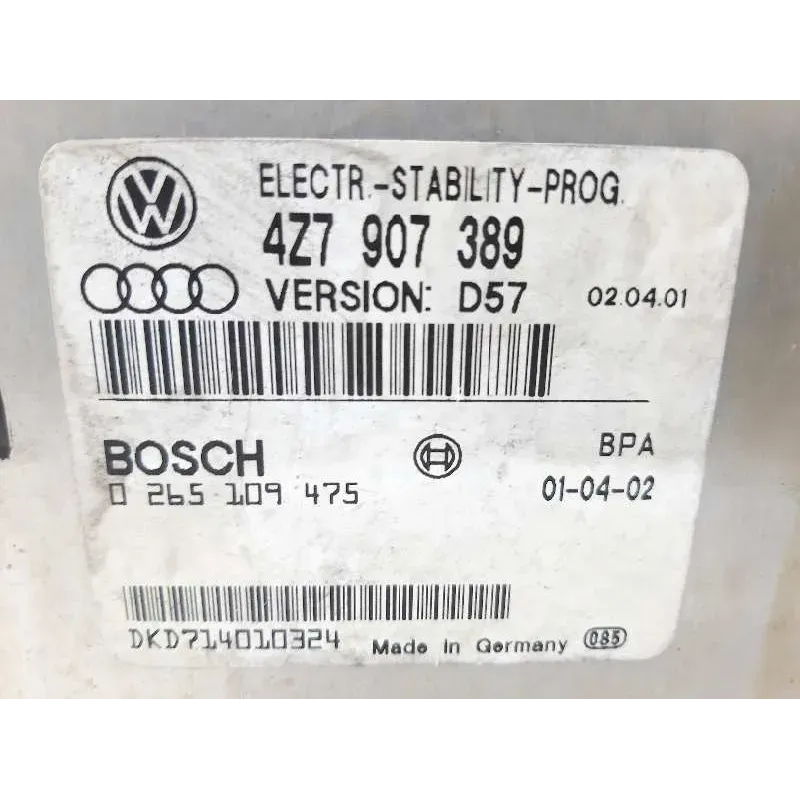 ELECTR.-STABILITY-PROG.
4Z7 907 389
VERSION: D57 02.04.01
BOSCH BPA
0 265 109 475 01-04-02
DKD714010324 Made in Germany 085